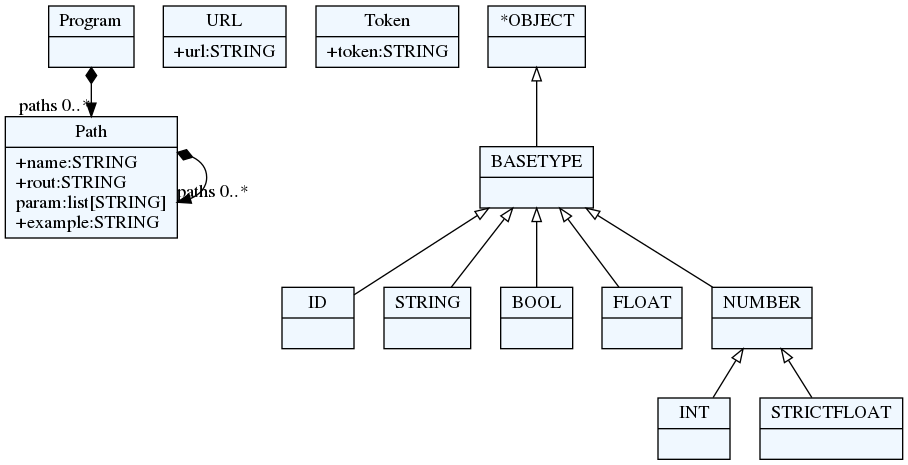 Program
URL
+url:STRING
Token
+token:STRING
*OBJECT
paths 0..*
Path
+name:STRING
+rout:STRING
param:list[STRING]
+example:STRING
paths 0..*
BASETYPE
ID
STRING
BOOL
FLOAT
NUMBER
INT
STRICTFLOAT